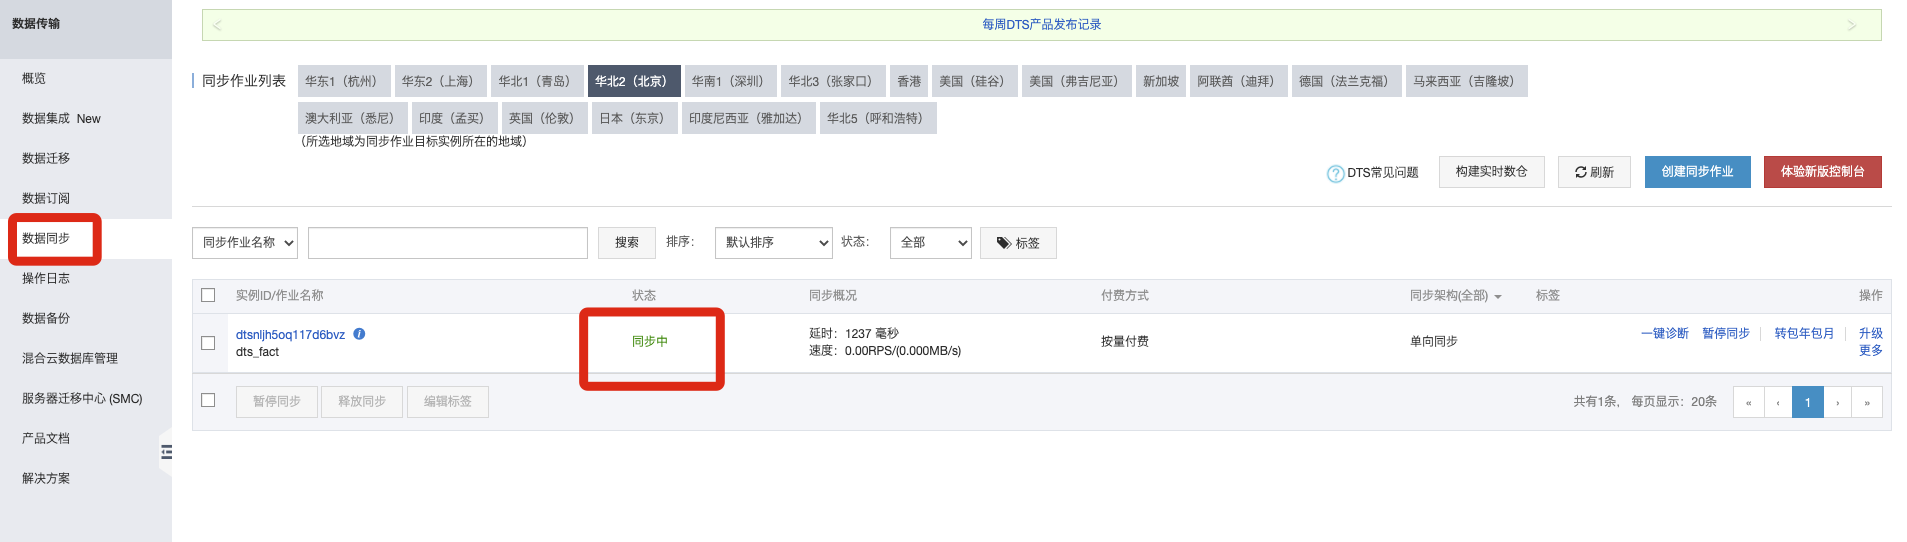 数据传输
概览
数据集成 New
数据迁移
数据订阅
数据同步
操作日志
数据备份
混合云数据库管理
服务器迁移中心 (SMC)
产品文档
解决方案
每周DTS产品发布记录
同步作业列表 华东1（杭州） 华东2（上海） 华北1（青岛） 华北2（北京） 华南1（深圳） 华北3（张家口） 香港 美国（硅谷） 美国（弗吉尼亚） 新加坡 阿联酋（迪拜） 德国（法兰克福） 马来西亚（吉隆坡）
澳大利亚（悉尼） 印度（孟买） 英国（伦敦） 日本（东京） 印度尼西亚（雅加达） 华北5（呼和浩特）
（所选地域为同步作业目标实例所在的地域）
DTS常见问题 构建实时数仓 刷新 创建同步作业 体验新版控制台
同步作业名称 搜索 排序： 默认排序 状态： 全部 标签
实例ID/作业名称 状态 同步概况 付费方式 同步架构(全部) 标签 操作
dtsnljh5oq117d6bvz 同步中 延时： 1237 毫秒 按量付费 单向同步 一键诊断 暂停同步 转包年包月 升级
dts_fact 速度： 0.00RPS/(0.000MB/s) 更多
暂停同步 释放同步 编辑标签 共有1条， 每页显示：20条 « ‹ 1 › »